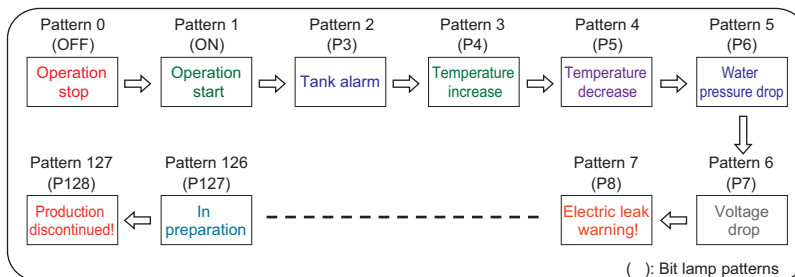 Pattern 0
(OFF)
Operation
stop
Pattern 1
(ON)
Operation
start
Pattern 2
(P3)
Tank alarm
Pattern 3
(P4)
Temperature
increase
Pattern 4
(P5)
Temperature
decrease
Pattern 5
(P6)
Water
pressure drop
Pattern 127
(P128)
Production
discontinued!
Pattern 126
(P127)
In
preparation
Pattern 7
(P8)
Electric leak
warning!
Pattern 6
(P7)
Voltage
drop
( ): Bit lamp patterns